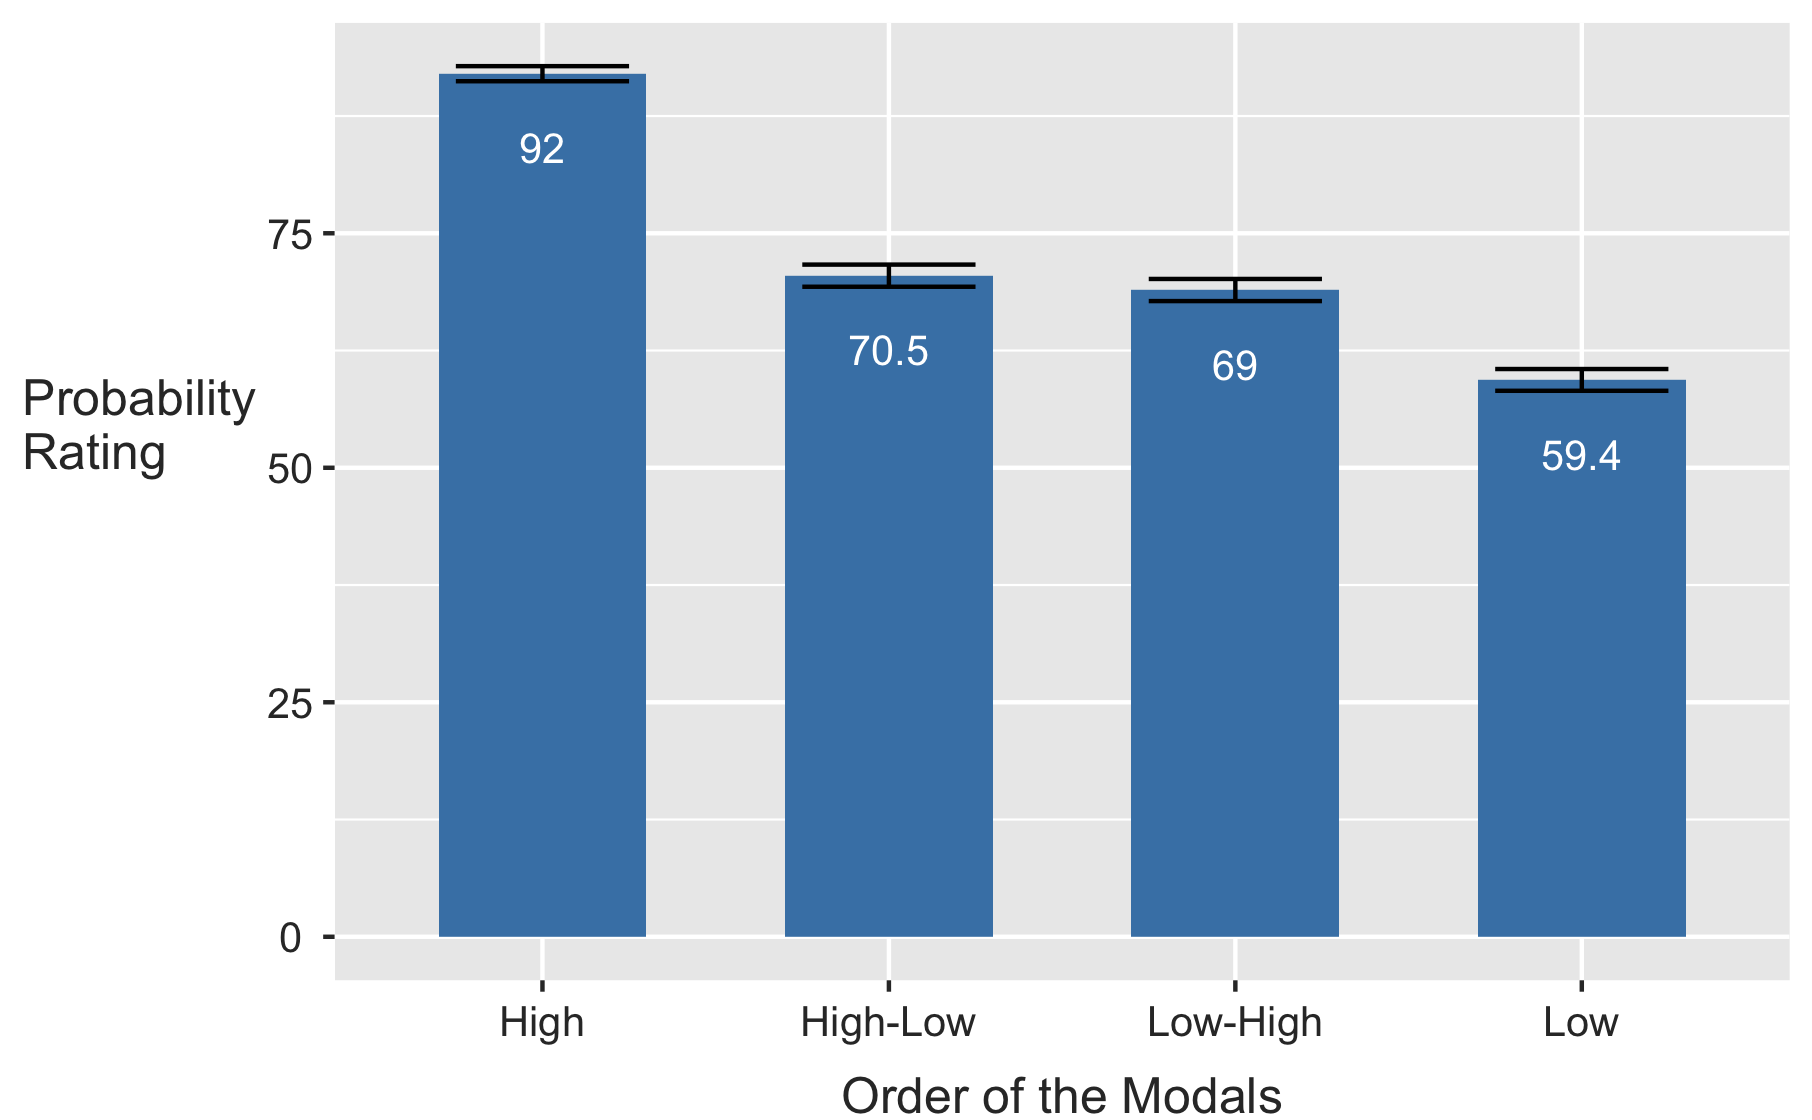 92
75
70.5
69
Probability
Rating
50
59.4
25
0
High
High-Low
Low-High
Low
Order of the Modals